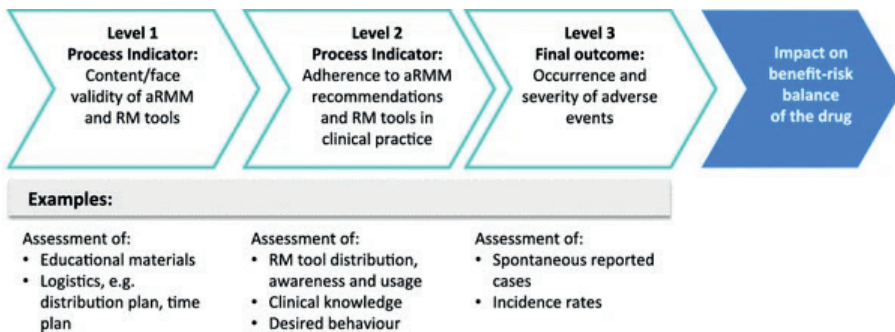 Level 1
Process Indicator:
Content/face
validity of aRMM
and RM tools
Level 2
Process Indicator:
Adherence to aRMM
recommendations
and RM tools in
clinical practice
Level 3
Final outcome:
Occurrence and
severity of adverse
events
Impact on
benefit-risk
balance
of the drug
Examples:
Assessment of:
• Educational materials
• Logistics, e.g.
distribution plan, time
plan
Assessment of:
• RM tool distribution,
awareness and usage
• Clinical knowledge
• Desired behaviour
Assessment of:
• Spontaneous reported
cases
• Incidence rates